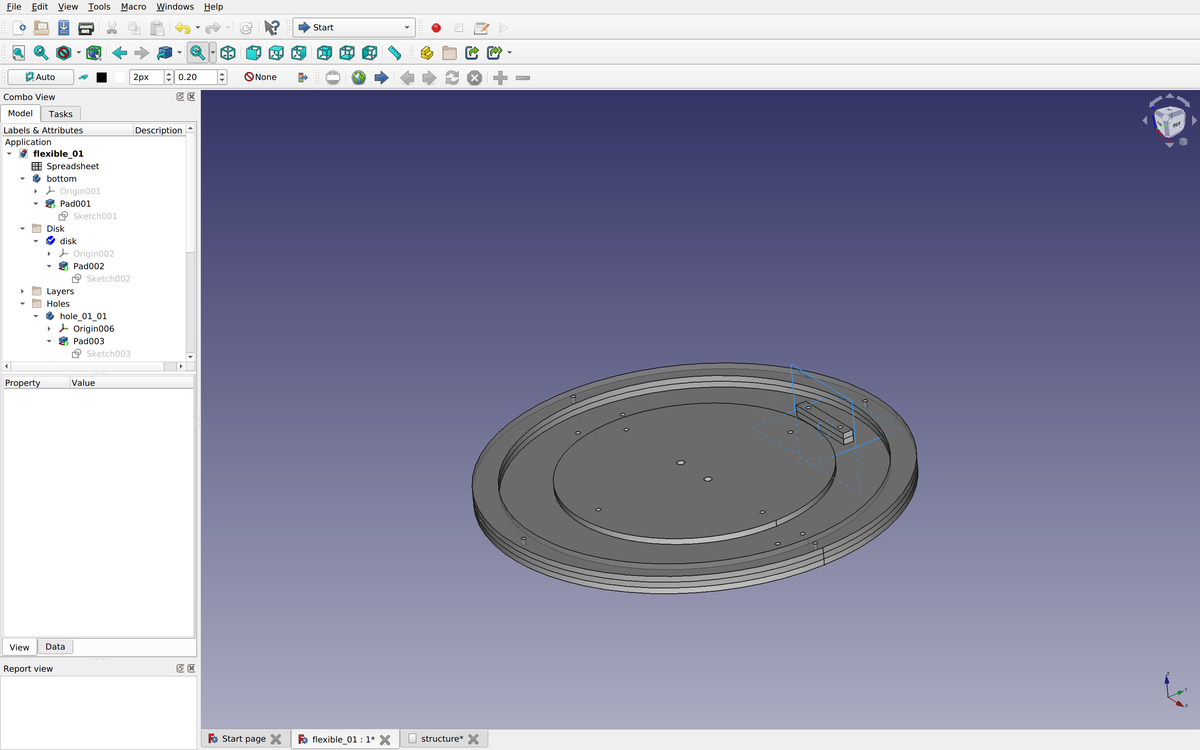 File Edit View Tools Macro Windows Help
Start
Auto 2px 0.20 None
Combo View
Model Tasks
Labels & Attributes Description
Application
flexible_01
Spreadsheet
bottom
Origin001
Pad001
Sketch001
Disk
disk
Origin002
Pad002
Sketch002
Layers
Holes
hole_01_01
Origin006
Pad003
Sketch003
Property Value
View Data
Report view
Start page flexible_01 : 1* structure*
Z
Y
X